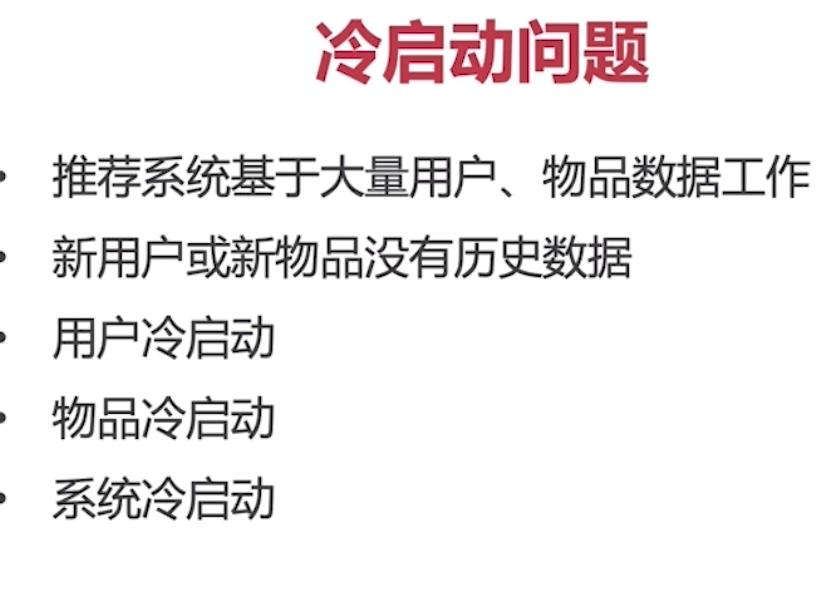 冷启动问题
• 推荐系统基于大量用户、物品数据工作
• 新用户或新物品没有历史数据
• 用户冷启动
• 物品冷启动
• 系统冷启动